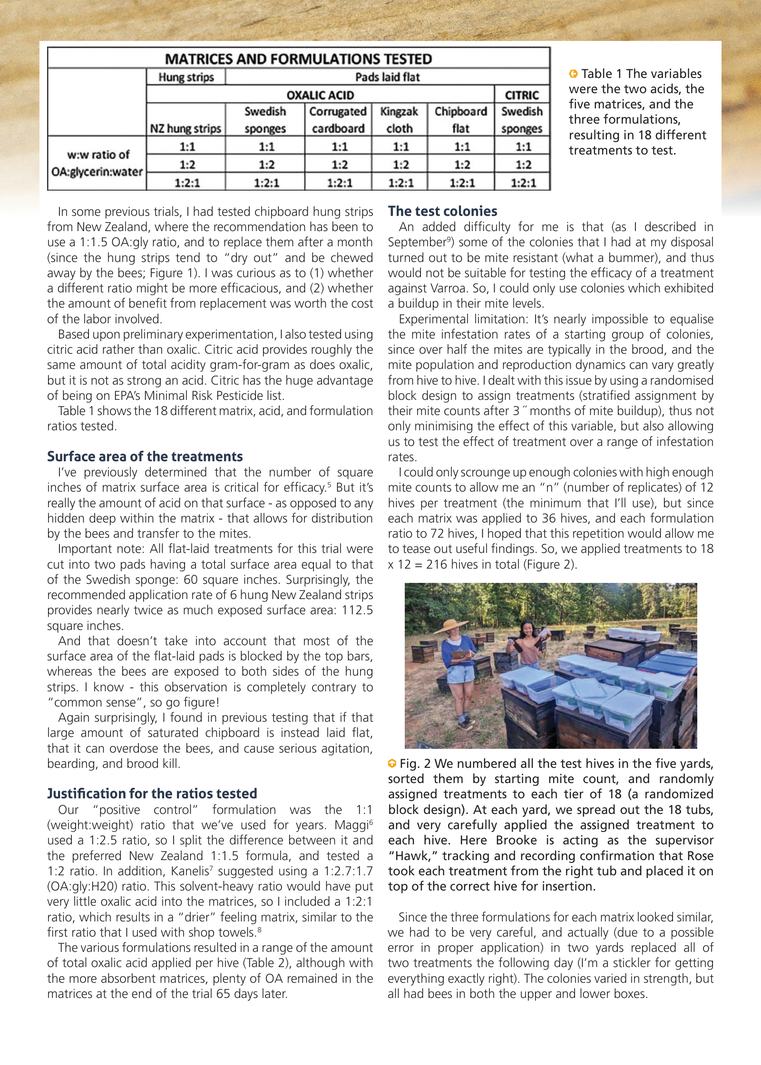 MATRICES AND FORMULATIONS TESTED
Hung strips Pads laid flat
OXALIC ACID CITRIC
NZ hung strips Swedish sponges Corrugated cardboard Kingzak cloth Chipboard flat Swedish sponges
w:w ratio of OA:glycerin:water
1:1 1:1 1:1 1:1 1:1 1:1
1:2 1:2 1:2 1:2 1:2 1:2
1:2:1 1:2:1 1:2:1 1:2:1 1:2:1 1:2:1
Table 1 The variables
were the two acids, the
five matrices, and the
three formulations,
resulting in 18 different
treatments to test.
In some previous trials, I had tested chipboard hung strips
from New Zealand, where the recommendation has been to
use a 1:1.5 OA:gly ratio, and to replace them after a month
(since the hung strips tend to “dry out” and be chewed
away by the bees; Figure 1). I was curious as to (1) whether
a different ratio might be more efficacious, and (2) whether
the amount of benefit from replacement was worth the cost
of the labor involved.
Based upon preliminary experimentation, I also tested using
citric acid rather than oxalic. Citric acid provides roughly the
same amount of total acidity gram-for-gram as does oxalic,
but it is not as strong an acid. Citric has the huge advantage
of being on EPA’s Minimal Risk Pesticide list.
Table 1 shows the 18 different matrix, acid, and formulation
ratios tested.
Surface area of the treatments
I’ve previously determined that the number of square
inches of matrix surface area is critical for efficacy.⁵ But it’s
really the amount of acid on that surface - as opposed to any
hidden deep within the matrix - that allows for distribution
by the bees and transfer to the mites.
Important note: All flat-laid treatments for this trial were
cut into two pads having a total surface area equal to that
of the Swedish sponge: 60 square inches. Surprisingly, the
recommended application rate of 6 hung New Zealand strips
provides nearly twice as much exposed surface area: 112.5
square inches.
And that doesn’t take into account that most of the
surface area of the flat-laid pads is blocked by the top bars,
whereas the bees are exposed to both sides of the hung
strips. I know - this observation is completely contrary to
“common sense”, so go figure!
Again surprisingly, I found in previous testing that if that
large amount of saturated chipboard is instead laid flat,
that it can overdose the bees, and cause serious agitation,
bearding, and brood kill.
Justification for the ratios tested
Our “positive control” formulation was the 1:1
(weight:weight) ratio that we’ve used for years. Maggi⁶
used a 1:2.5 ratio, so I split the difference between it and
the preferred New Zealand 1:1.5 formula, and tested a
1:2 ratio. In addition, Kanelis⁷ suggested using a 1:2.7:1.7
(OA:gly:H20) ratio. This solvent-heavy ratio would have put
very little oxalic acid into the matrices, so I included a 1:2:1
ratio, which results in a “drier” feeling matrix, similar to the
first ratio that I used with shop towels.⁸
The various formulations resulted in a range of the amount
of total oxalic acid applied per hive (Table 2), although with
the more absorbent matrices, plenty of OA remained in the
matrices at the end of the trial 65 days later.
The test colonies
An added difficulty for me is that (as I described in
September⁹) some of the colonies that I had at my disposal
turned out to be mite resistant (what a bummer), and thus
would not be suitable for testing the efficacy of a treatment
against Varroa. So, I could only use colonies which exhibited
a buildup in their mite levels.
Experimental limitation: It’s nearly impossible to equalise
the mite infestation rates of a starting group of colonies,
since over half the mites are typically in the brood, and the
mite population and reproduction dynamics can vary greatly
from hive to hive. I dealt with this issue by using a randomised
block design to assign treatments (stratified assignment by
their mite counts after 3 ˝ months of mite buildup), thus not
only minimising the effect of this variable, but also allowing
us to test the effect of treatment over a range of infestation
rates.
I could only scrounge up enough colonies with high enough
mite counts to allow me an “n” (number of replicates) of 12
hives per treatment (the minimum that I’ll use), but since
each matrix was applied to 36 hives, and each formulation
ratio to 72 hives, I hoped that this repetition would allow me
to tease out useful findings. So, we applied treatments to 18
x 12 = 216 hives in total (Figure 2).
Fig. 2 We numbered all the test hives in the five yards,
sorted them by starting mite count, and randomly
assigned treatments to each tier of 18 (a randomized
block design). At each yard, we spread out the 18 tubs,
and very carefully applied the assigned treatment to
each hive. Here Brooke is acting as the supervisor
“Hawk,” tracking and recording confirmation that Rose
took each treatment from the right tub and placed it on
top of the correct hive for insertion.
Since the three formulations for each matrix looked similar,
we had to be very careful, and actually (due to a possible
error in proper application) in two yards replaced all of
two treatments the following day (I’m a stickler for getting
everything exactly right). The colonies varied in strength, but
all had bees in both the upper and lower boxes.